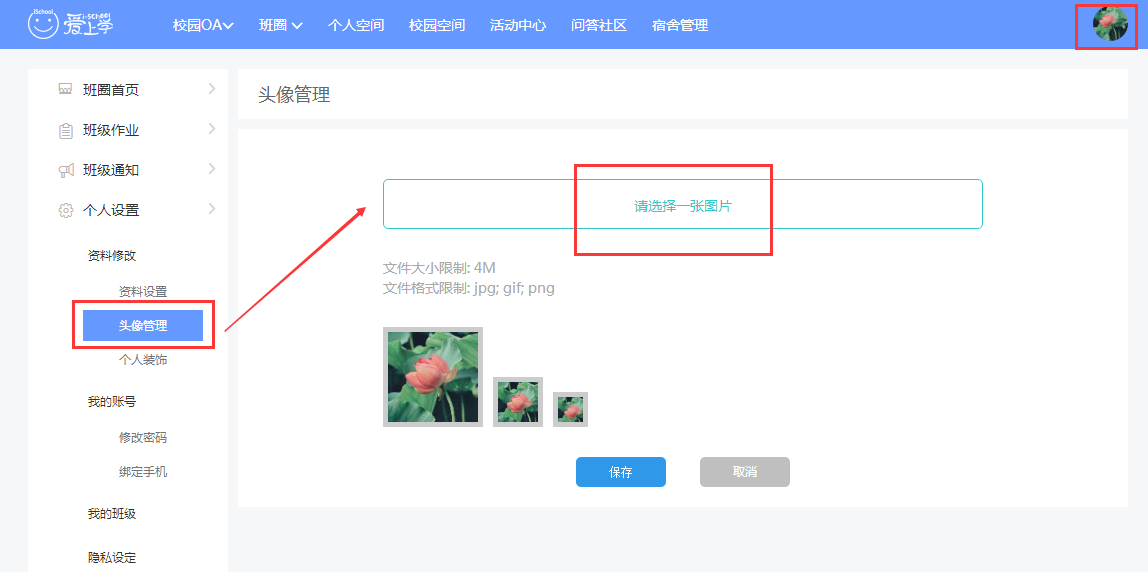 iSchool
爱上学
i-school
校园OA
班圈
个人空间
校园空间
活动中心
问答社区
宿舍管理
班圈首页
班级作业
班级通知
个人设置
资料修改
资料设置
头像管理
个人装饰
我的账号
修改密码
绑定手机
我的班级
隐私设定
头像管理
请选择一张图片
文件大小限制: 4M
文件格式限制: jpg; gif; png
保存
取消